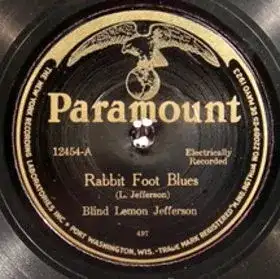 Paramount
12454-A
Electrically
Recorded
Rabbit Foot Blues
(L. Jefferson)
Blind Lemon Jefferson
497
THE NEW YORK RECORDING LABORATORIES INC • PORT WASHINGTON, WIS. - TRADE MARK REGISTERED